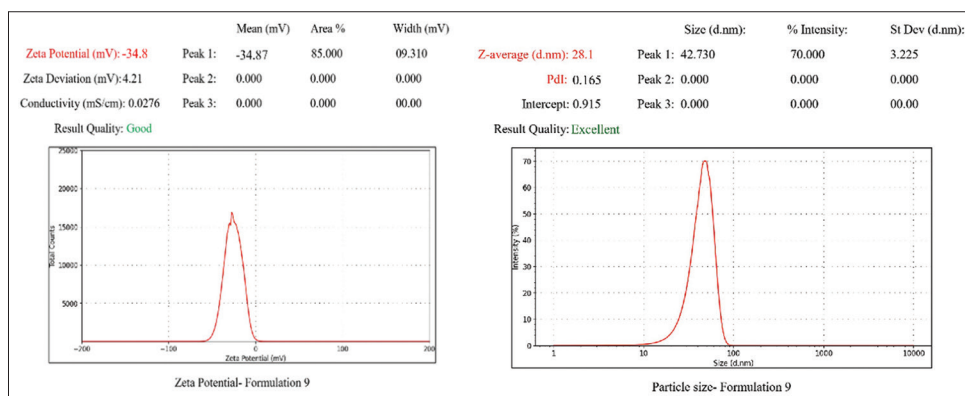 Mean (mV) Area % Width (mV)
Zeta Potential (mV): -34.8 Peak 1: -34.87 85.000 09.310
Zeta Deviation (mV): 4.21 Peak 2: 0.000 0.000 0.000
Conductivity (mS/cm): 0.0276 Peak 3: 0.000 0.000 00.00
Result Quality: Good
25000
20000
15000
10000
5000
Total Counts
-200 -100 0 100 200
Zeta Potential (mV)
Zeta Potential- Formulation 9
Size (d.nm): % Intensity: St Dev (d.nm)
Z-average (d.nm): 28.1 Peak 1: 42.730 70.000 3.225
PdI: 0.165 Peak 2: 0.000 0.000 0.000
Intercept: 0.915 Peak 3: 0.000 0.000 00.00
Result Quality: Excellent
70
60
50
40
30
20
10
0
Intensity [%]
1 10 100 1000 10000
Size [d.nm]
Particle size- Formulation 9